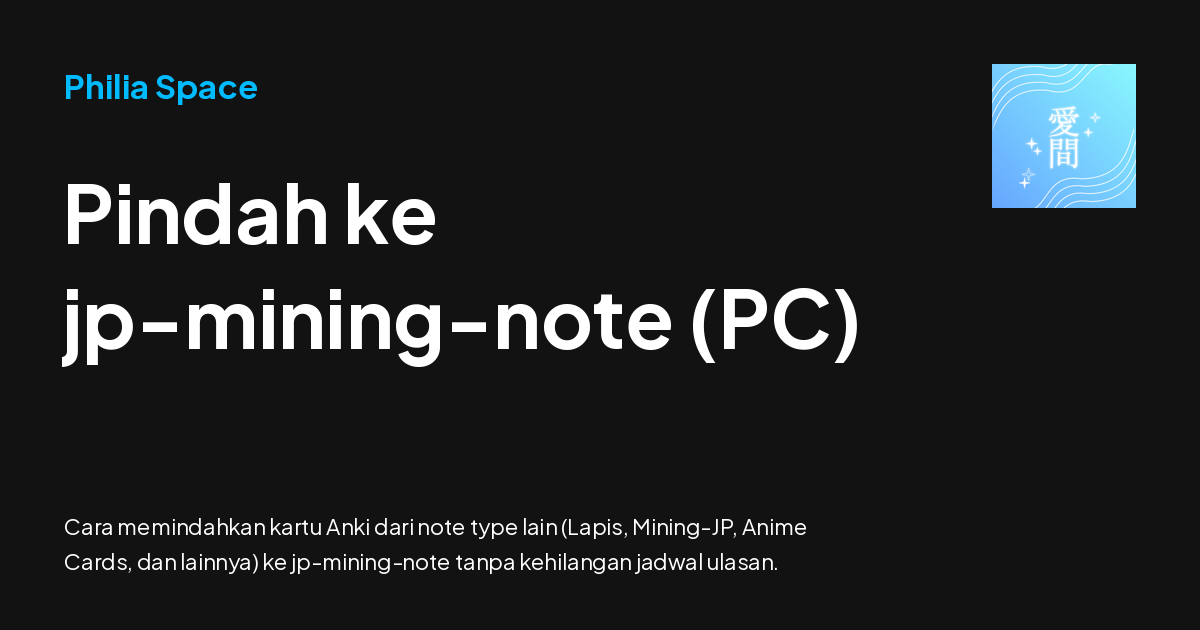 Philia Space
愛
間
Pindah ke
jp-mining-note (PC)
Cara memindahkan kartu Anki dari note type lain (Lapis, Mining-JP, Anime
Cards, dan lainnya) ke jp-mining-note tanpa kehilangan jadwal ulasan.